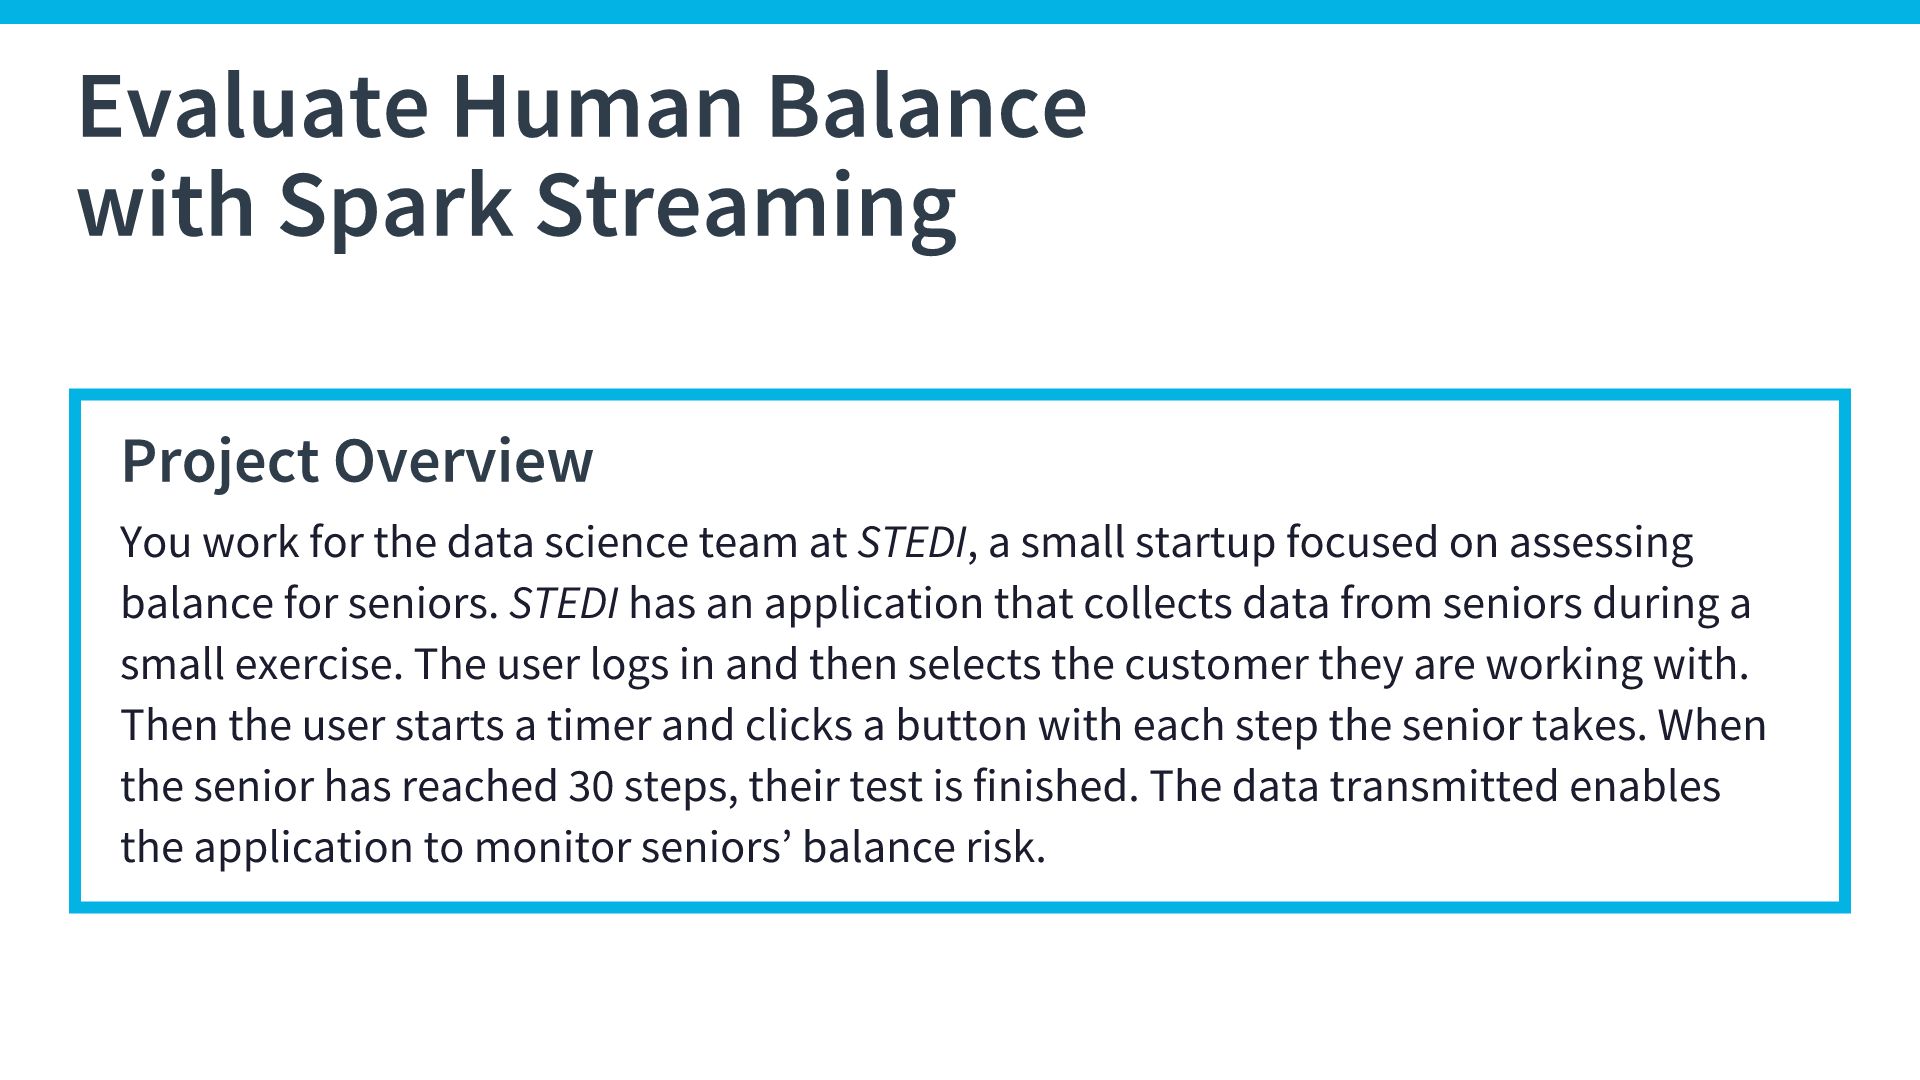 Evaluate Human Balance
with Spark Streaming
Project Overview
You work for the data science team at STEDI, a small startup focused on assessing
balance for seniors. STEDI has an application that collects data from seniors during a
small exercise. The user logs in and then selects the customer they are working with.
Then the user starts a timer and clicks a button with each step the senior takes. When
the senior has reached 30 steps, their test is finished. The data transmitted enables
the application to monitor seniors’ balance risk.